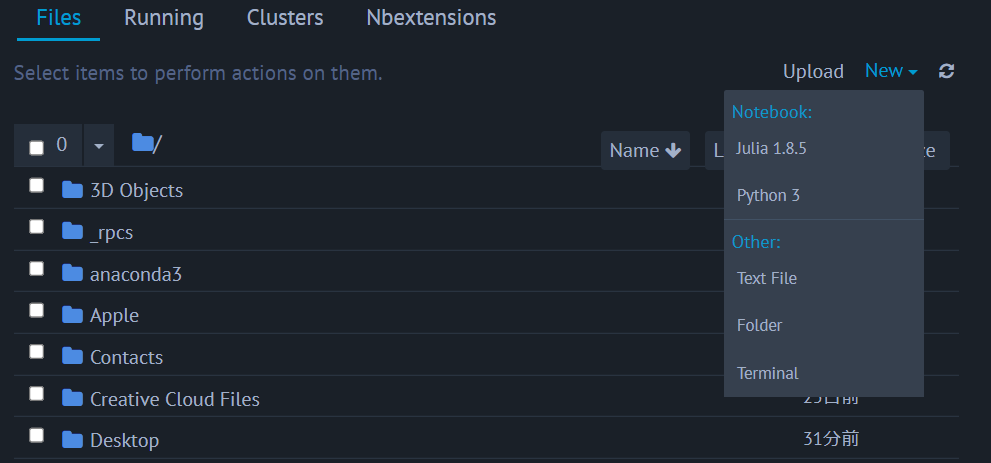 Files Running Clusters Nbextensions
Select items to perform actions on them.
Upload New
Notebook:
0 /
Name L
Julia 1.8.5
3D Objects
Python 3
_rpcs
Other:
anaconda3
Text File
Apple
Folder
Contacts
Terminal
Creative Cloud Files
Desktop 31分前